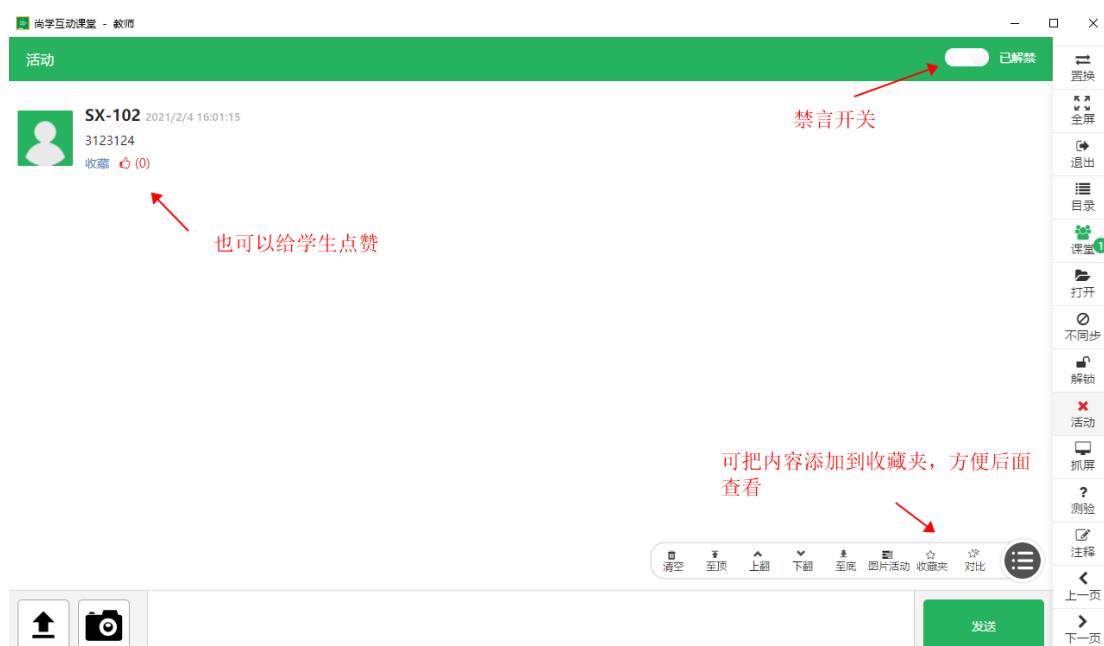 尚学互动课堂 - 教师
活动
已解禁
置换
全屏
退出
目录
课堂
1
打开
不同步
解锁
活动
抓屏
?
测验
注释
上一页
下一页
禁言开关
SX-102 2021/2/4 16:01:15
3123124
收藏 (0)
也可以给学生点赞
可把内容添加到收藏夹，方便后面
查看
清空 至顶 上翻 下翻 至底 图片活动 收藏夹 对比
发送